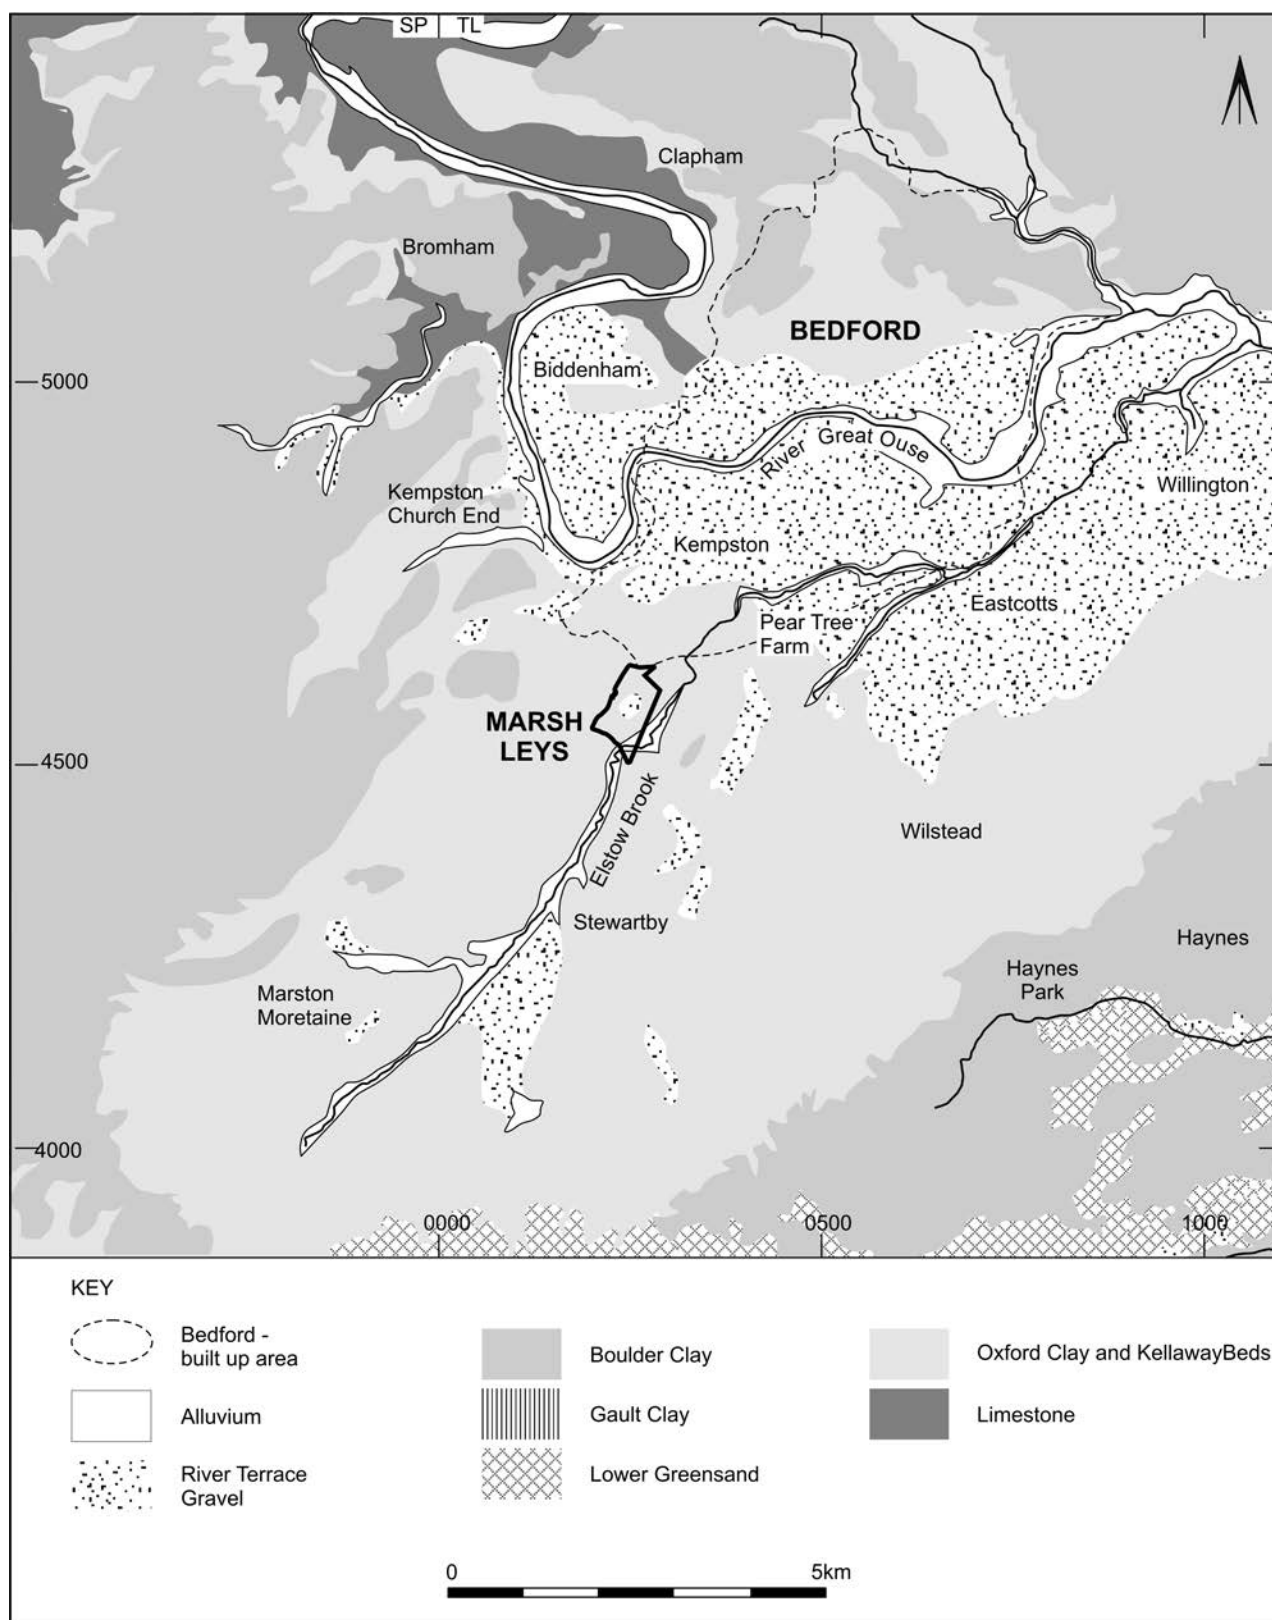 SP TL
Clapham
Bromham
BEDFORD
5000
Biddenham
River Great Ouse
Willington
Kempston
Church End
Kempston
Eastcotts
Pear Tree
Farm
MARSH
LEYS
4500
Elstow Brook
Wilstead
Stewartby
Haynes
Haynes
Park
Marston
Moretaine
4000
0000
0500
1000
KEY
Bedford -
built up area
Boulder Clay
Oxford Clay and KellawayBeds
Alluvium
Gault Clay
Limestone
River Terrace
Gravel
Lower Greensand
0
5km